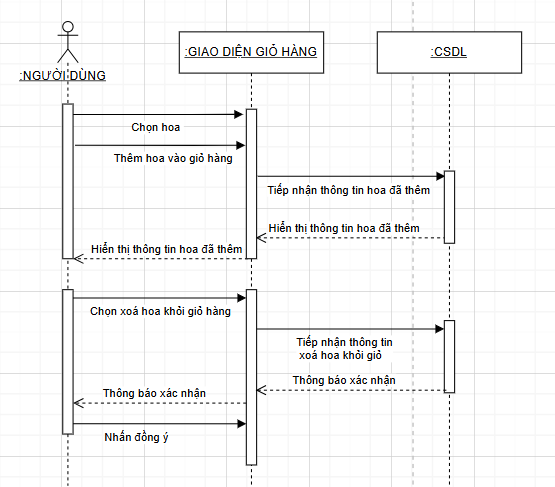 :NGƯỜI DÙNG
:GIAO DIỆN GIỎ HÀNG
:CSDL
Chọn hoa
Thêm hoa vào giỏ hàng
Tiếp nhận thông tin hoa đã thêm
Hiển thị thông tin hoa đã thêm
Hiển thị thông tin hoa đã thêm
Chọn xoá hoa khỏi giỏ hàng
Tiếp nhận thông tin
xoá hoa khỏi giỏ
Thông báo xác nhận
Thông báo xác nhận
Nhấn đồng ý